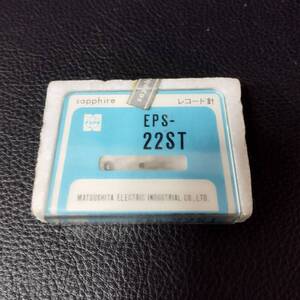 sapphire レコード針
EPS-
22ST
MATSUSHITA ELECTRIC INDUSTRIAL CO., LTD.